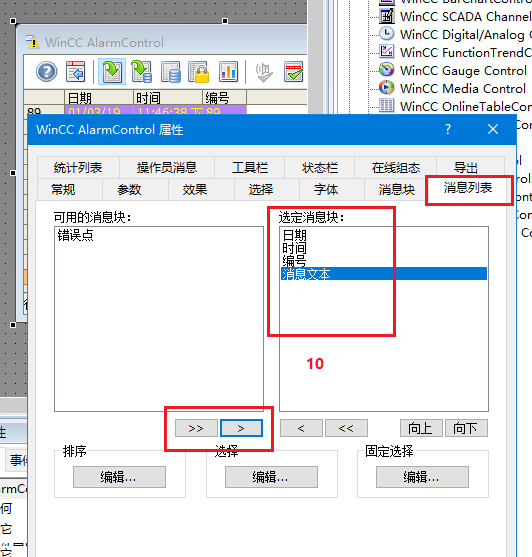 WinCC AlarmControl
日期 时间 编号
89 01/03/19 11:46:38 下
BarChartControl
WinCC SCADA Channel
WinCC Digital/Analog C
WinCC FunctionTrendC
WinCC Gauge Control
WinCC Media Control
WinCC OnlineTableCon
WinCC AlarmControl 属性
? ×
统计列表 操作员消息 工具栏 状态栏 在线组态 导出
常规 参数 效果 选择 字体 消息块 消息列表
可用的消息块：
错误点
选定消息块：
日期
时间
编号
消息文本
10
>> > < << 向上 向下
排序 选择 固定选择
编辑... 编辑... 编辑...
性
事件
何
它
它